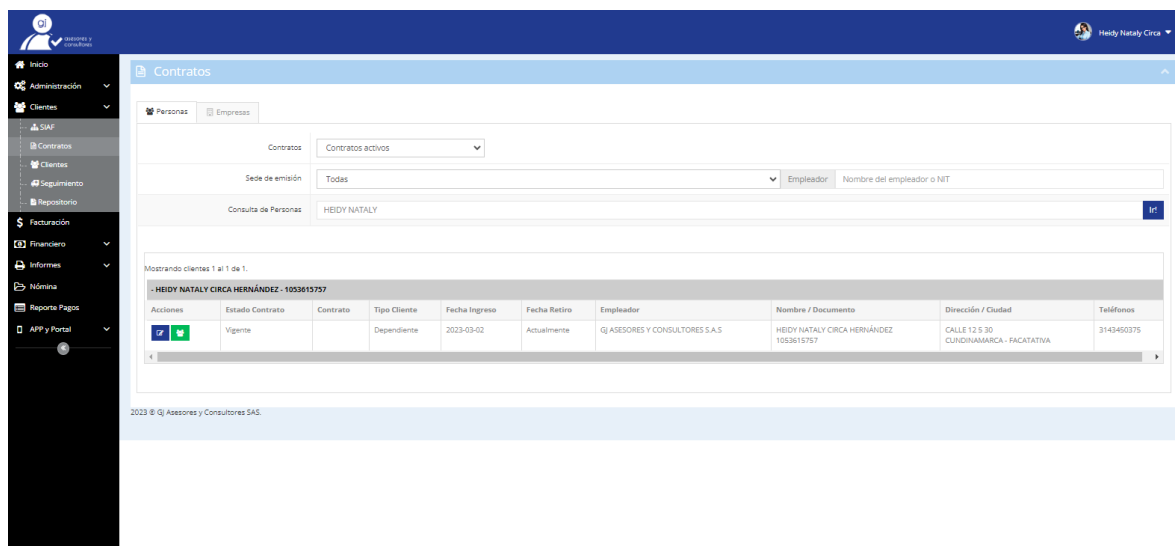 gj
asesores y
consultores
Heidy Nataly Circa
Inicio
Administración
Clientes
SIAF
Contratos
Clientes
Seguimiento
Repositorio
Facturación
Financiero
Informes
Nómina
Reporte Pagos
APP y Portal
Contratos
Personas Empresas
Contratos Contratos activos
Sede de emisión Todas Empleador Nombre del empleador o NIT
Consulta de Personas HEIDY NATALY Ir!
Mostrando clientes 1 al 1 de 1.
- HEIDY NATALY CIRCA HERNÁNDEZ - 1053615757
Acciones Estado Contrato Contrato Tipo Cliente Fecha Ingreso Fecha Retiro Empleador Nombre / Documento Dirección / Ciudad Teléfonos
Vigente Dependiente 2023-03-02 Actualmente GJ ASESORES Y CONSULTORES S.A.S HEIDY NATALY CIRCA HERNÁNDEZ CALLE 12 5 30 3143450375
1053615757 CUNDINAMARCA - FACATATIVA
2023 © GJ Asesores y Consultores SAS.